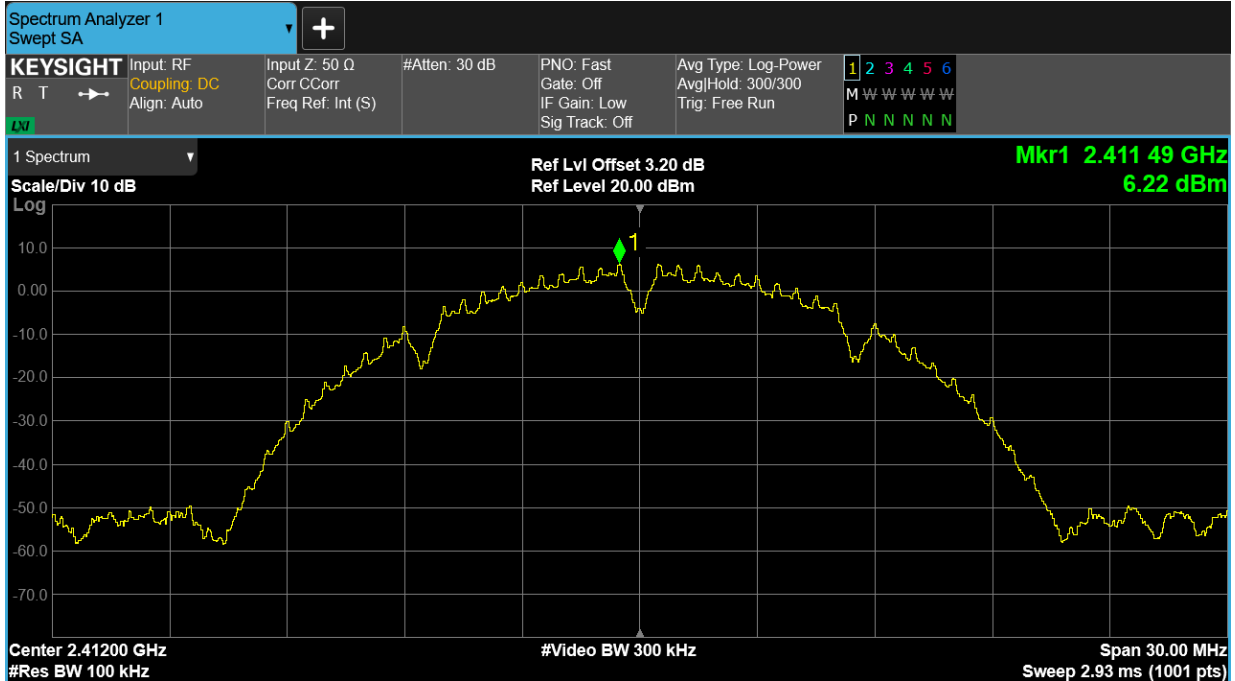 Spectrum Analyzer 1
Swept SA
+
KEYSIGHT
R T
LXI
Input: RF
Coupling: DC
Align: Auto
Input Z: 50 Ω
Corr CCorr
Freq Ref: Int (S)
#Atten: 30 dB
PNO: Fast
Gate: Off
IF Gain: Low
Sig Track: Off
Avg Type: Log-Power
Avg|Hold: 300/300
Trig: Free Run
1 2 3 4 5 6
M W W W W W
P N N N N N N
1 Spectrum
Scale/Div 10 dB
Ref Lvl Offset 3.20 dB
Ref Level 20.00 dBm
Mkr1 2.411 49 GHz
6.22 dBm
Log
1
10.0
0.00
-10.0
-20.0
-30.0
-40.0
-50.0
-60.0
-70.0
Center 2.41200 GHz
#Res BW 100 kHz
#Video BW 300 kHz
Span 30.00 MHz
Sweep 2.93 ms (1001 pts)